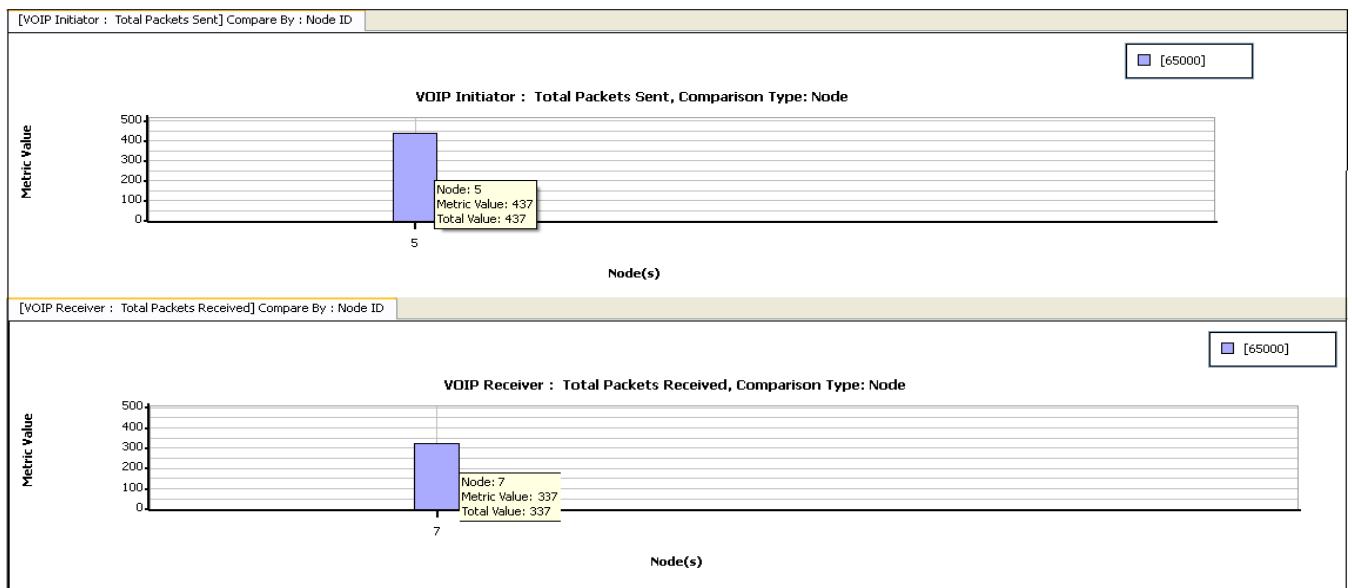 [VOIP Initiator :  Total Packets Sent] Compare By : Node ID
[65000]
VOIP Initiator :  Total Packets Sent, Comparison Type: Node
Metric Value
500
400
300
200
100
0
Node: 5
Metric Value: 437
Total Value: 437
5
Node(s)
[VOIP Receiver :  Total Packets Received] Compare By : Node ID
[65000]
VOIP Receiver :  Total Packets Received, Comparison Type: Node
Metric Value
500
400
300
200
100
0
Node: 7
Metric Value: 337
Total Value: 337
7
Node(s)